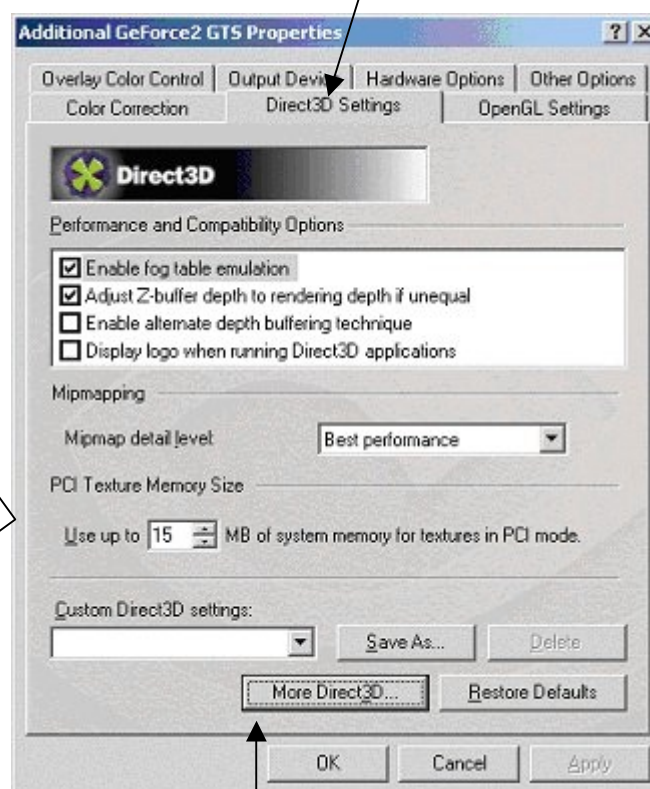 Additional GeForce2 GTS Properties
Overlay Color Control Output Device Hardware Options Other Options
Color Correction Direct3D Settings OpenGL Settings
Direct3D
Performance and Compatibility Options
Enable fog table emulation
Adjust Z-buffer depth to rendering depth if unequal
Enable alternate depth buffering technique
Display logo when running Direct3D applications
Mipmapping
Mipmap detail level: Best performance
PCI Texture Memory Size
Use up to 15 MB of system memory for textures in PCI mode.
Custom Direct3D settings:
Save As... Delete
More Direct3D... Restore Defaults
OK Cancel Apply